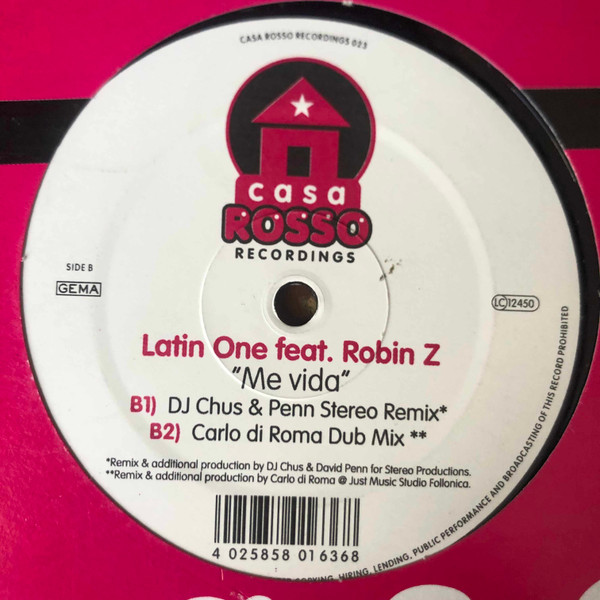 CASA ROSSO RECORDINGS 023
casa
ROSSO
RECORDINGS
SIDE B
GEMA
LC 12450
Latin One feat. Robin Z
"Me vida"
B1) DJ Chus & Penn Stereo Remix*
B2) Carlo di Roma Dub Mix **
*Remix & additional production by DJ Chus & David Penn for Stereo Productions.
**Remix & additional production by Carlo di Roma @ Just Music Studio Follonica.
4 025858 016368
COPYING, HIRING, LENDING, PUBLIC PERFORMANCE AND BROADCASTING OF THIS RECORD PROHIBITED